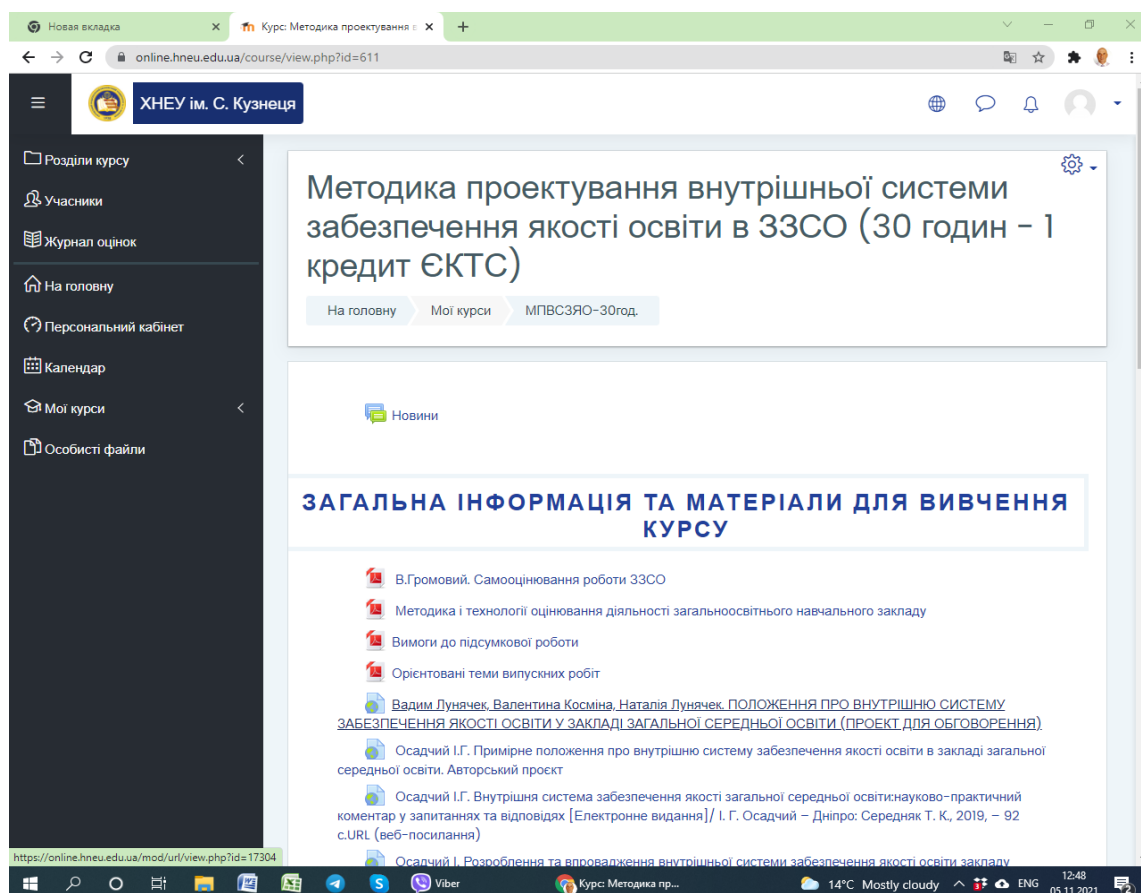 Новая вкладка
Курс: Методика проектування в
online.hneu.edu.ua/course/view.php?id=611
ХНЕУ ім. С. Кузнеця
Розділи курсу
Учасники
Журнал оцінок
На головну
Персональний кабінет
Календар
Мої курси
Особисті файли
Методика проектування внутрішньої системи
забезпечення якості освіти в ЗЗСО (30 годин - 1
кредит ЄКТС)
На головну
Мої курси
МПВСЗЯО-30год.
Новини
ЗАГАЛЬНА ІНФОРМАЦІЯ ТА МАТЕРІАЛИ ДЛЯ ВИВЧЕННЯ
КУРСУ
В.Громовий. Самооцінювання роботи ЗЗСО
Методика і технології оцінювання діяльності загальноосвітнього навчального закладу
Вимоги до підсумкової роботи
Орієнтовані теми випускних робіт
Вадим Лунячек, Валентина Косміна, Наталія Лунячек. ПОЛОЖЕННЯ ПРО ВНУТРІШНЮ СИСТЕМУ
ЗАБЕЗПЕЧЕННЯ ЯКОСТІ ОСВІТИ У ЗАКЛАДІ ЗАГАЛЬНОЇ СЕРЕДНЬОЇ ОСВІТИ (ПРОЕКТ ДЛЯ ОБГОВОРЕННЯ)
Осадчий І.Г. Примірне положення про внутрішню систему забезпечення якості освіти в закладі загальної
середньої освіти. Авторський проєкт
Осадчий І.Г. Внутрішня система забезпечення якості загальної середньої освіти:науково-практичний
коментар у запитаннях та відповідях [Електронне видання]/ І. Г. Осадчий – Дніпро: Середняк Т. К., 2019, – 92
с.URL (веб-посилання)
Осадчий І. Розроблення та впровадження внутрішньої системи забезпечення якості освіти закладу
https://online.hneu.edu.ua/mod/url/view.php?id=17304
Viber
Курс: Методика пр...
14°C Mostly cloudy
ENG
12:48
05.11.2021